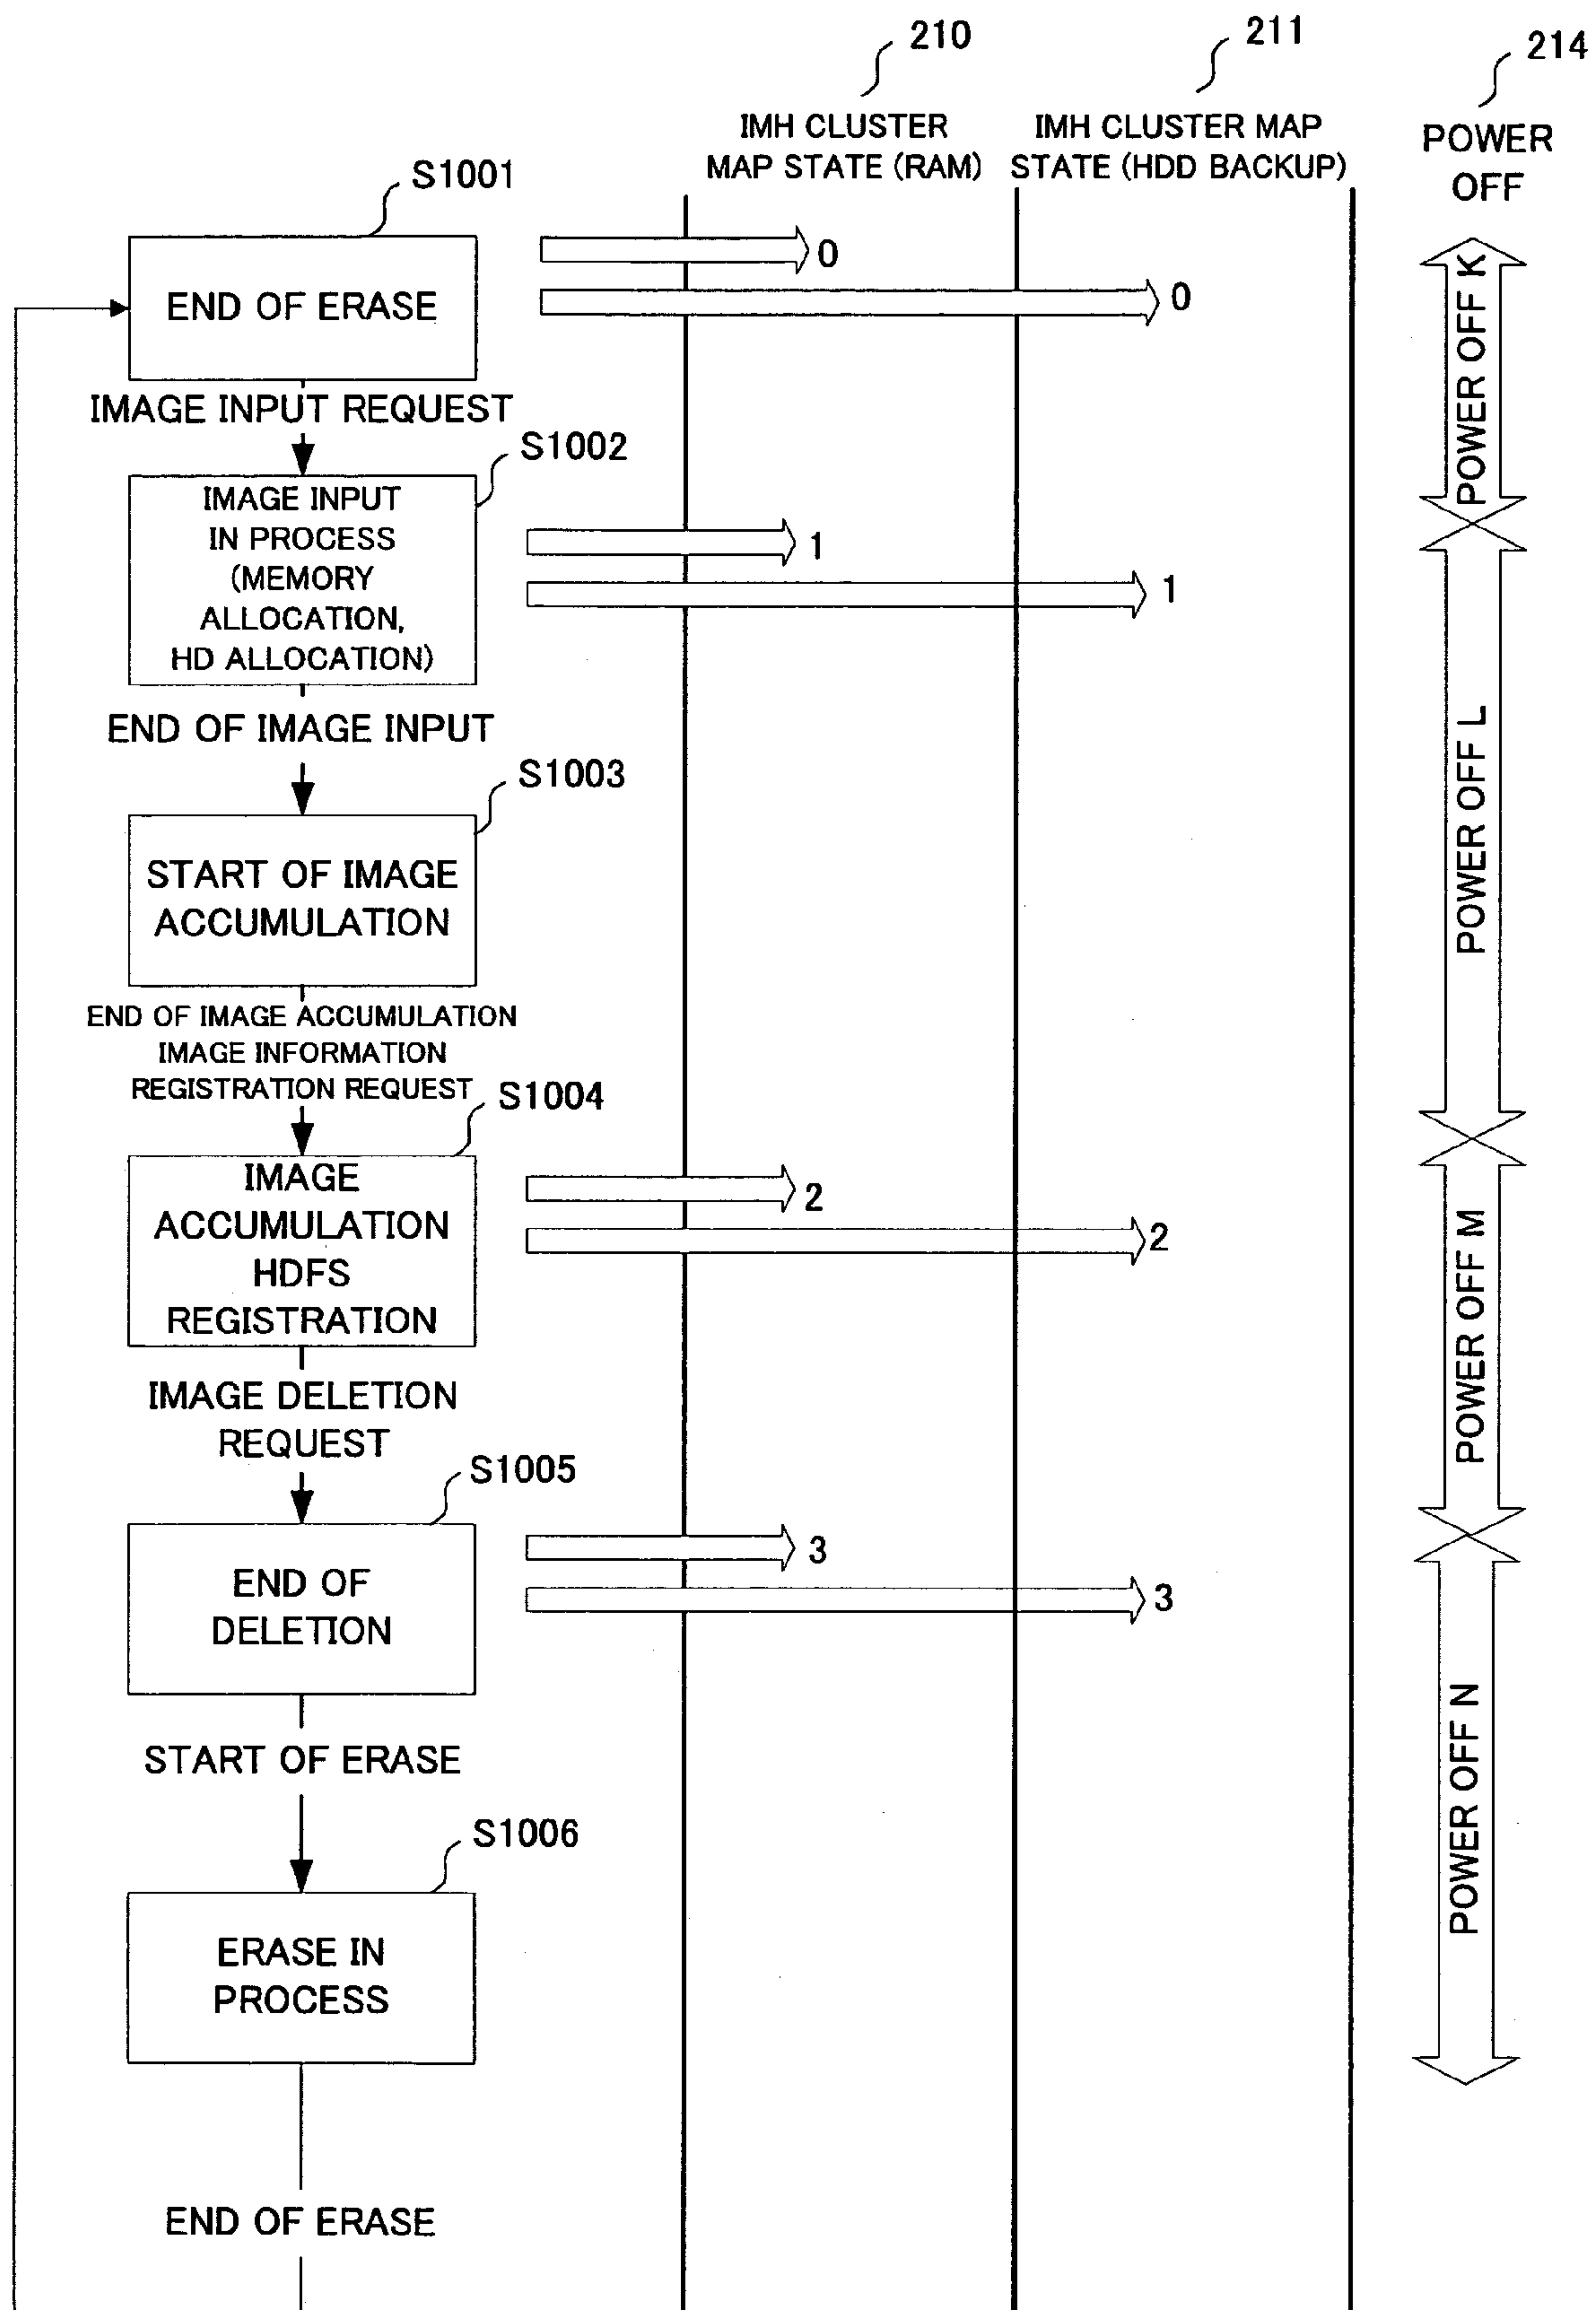 210
211
214
IMH CLUSTER
MAP STATE (RAM)
IMH CLUSTER MAP
STATE (HDD BACKUP)
POWER
OFF
S1001
END OF ERASE
0
0
POWER OFF K
IMAGE INPUT REQUEST
S1002
IMAGE INPUT
IN PROCESS
(MEMORY
ALLOCATION,
HD ALLOCATION)
1
1
END OF IMAGE INPUT
POWER OFF L
S1003
START OF IMAGE
ACCUMULATION
END OF IMAGE ACCUMULATION
IMAGE INFORMATION
REGISTRATION REQUEST
S1004
IMAGE
ACCUMULATION
HDFS
REGISTRATION
2
2
POWER OFF M
IMAGE DELETION
REQUEST
S1005
END OF
DELETION
3
3
START OF ERASE
POWER OFF N
S1006
ERASE IN
PROCESS
END OF ERASE